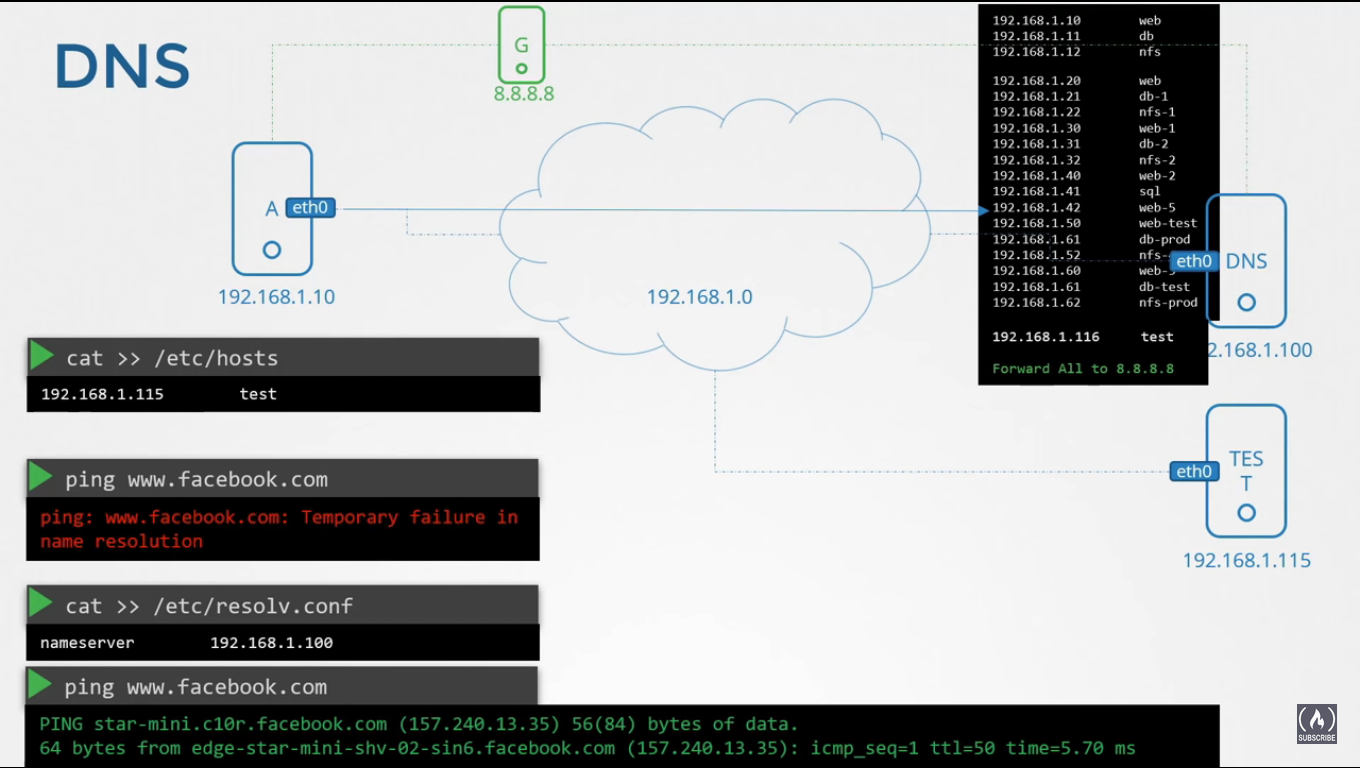 DNS
G
8.8.8.8
A
eth0
192.168.1.10
192.168.1.0
192.168.1.10 web
192.168.1.11 db
192.168.1.12 nfs
192.168.1.20 web
192.168.1.21 db-1
192.168.1.22 nfs-1
192.168.1.30 web-1
192.168.1.31 db-2
192.168.1.32 nfs-2
192.168.1.40 web-2
192.168.1.41 sql
192.168.1.42 web-5
192.168.1.50 web-test
192.168.1.61 db-prod
192.168.1.52 nfs-
192.168.1.60 web-
192.168.1.61 db-test
192.168.1.62 nfs-prod
192.168.1.116 test
Forward All to 8.8.8.8
eth0
DNS
2.168.1.100
eth0
TES
T
192.168.1.115
cat >> /etc/hosts
192.168.1.115 test
ping www.facebook.com
ping: www.facebook.com: Temporary failure in
name resolution
cat >> /etc/resolv.conf
nameserver 192.168.1.100
ping www.facebook.com
PING star-mini.c10r.facebook.com (157.240.13.35) 56(84) bytes of data.
64 bytes from edge-star-mini-shv-02-sin6.facebook.com (157.240.13.35): icmp_seq=1 ttl=50 time=5.70 ms
SUBSCRIBE